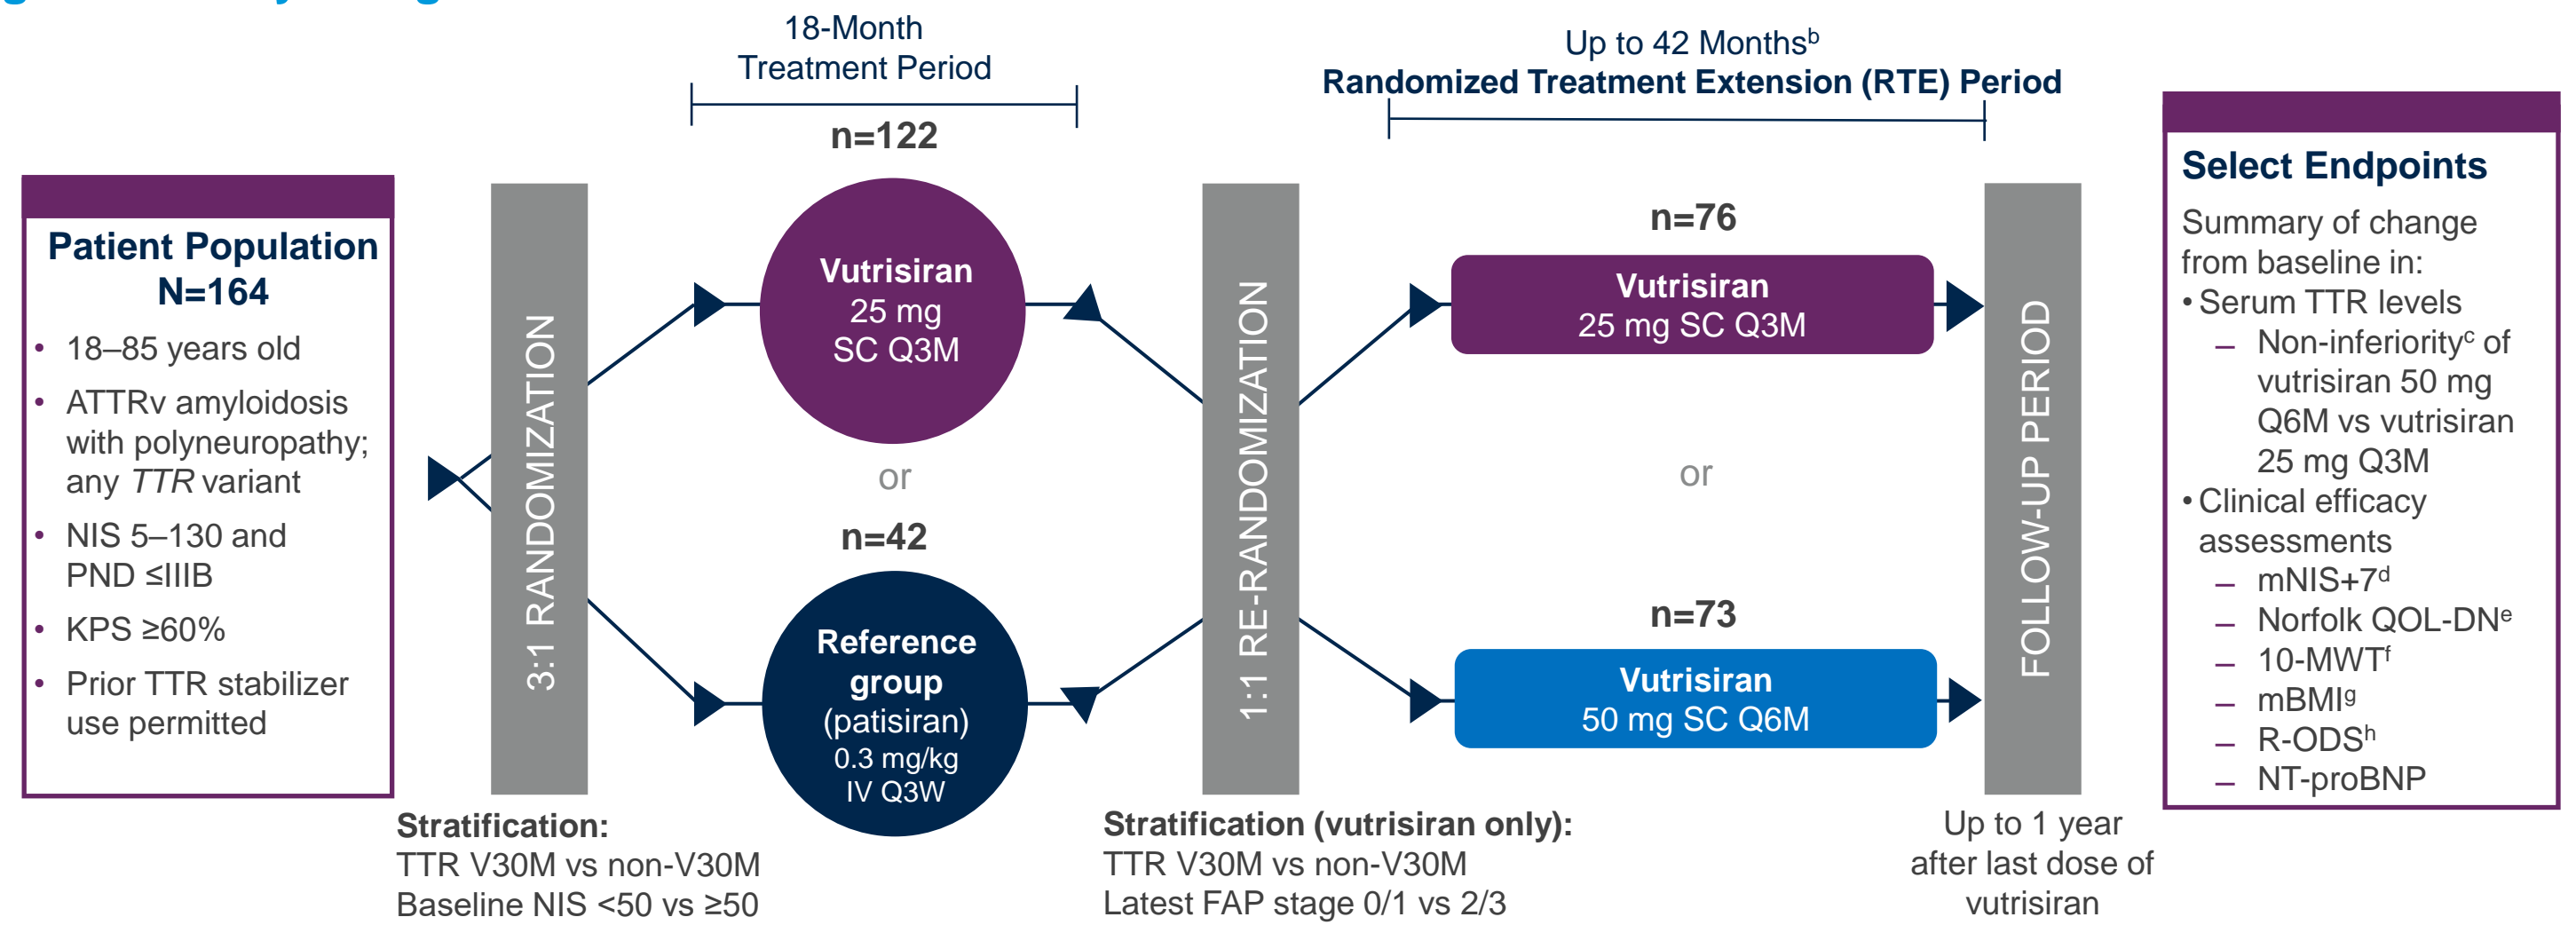 18-Month
Treatment Period
n=122
Up to 42 Monthsᵇ
Randomized Treatment Extension (RTE) Period
Patient Population
N=164
• 18–85 years old
• ATTRv amyloidosis
with polyneuropathy;
any TTR variant
• NIS 5–130 and
PND ≤IIIB
• KPS ≥60%
• Prior TTR stabilizer
use permitted
3:1 RANDOMIZATION
Stratification:
TTR V30M vs non-V30M
Baseline NIS <50 vs ≥50
Vutrisiran
25 mg
SC Q3M
or
n=42
Reference
group
(patisiran)
0.3 mg/kg
IV Q3W
1:1 RE-RANDOMIZATION
Stratification (vutrisiran only):
TTR V30M vs non-V30M
Latest FAP stage 0/1 vs 2/3
n=76
Vutrisiran
25 mg SC Q3M
or
n=73
Vutrisiran
50 mg SC Q6M
FOLLOW-UP PERIOD
Up to 1 year
after last dose of
vutrisiran
Select Endpoints
Summary of change
from baseline in:
• Serum TTR levels
– Non-inferiorityᶜ of
vutrisiran 50 mg
Q6M vs vutrisiran
25 mg Q3M
• Clinical efficacy
assessments
– mNIS+7ᵈ
– Norfolk QOL-DNᵉ
– 10-MWTᶠ
– mBMIᵍ
– R-ODSʰ
– NT-proBNP